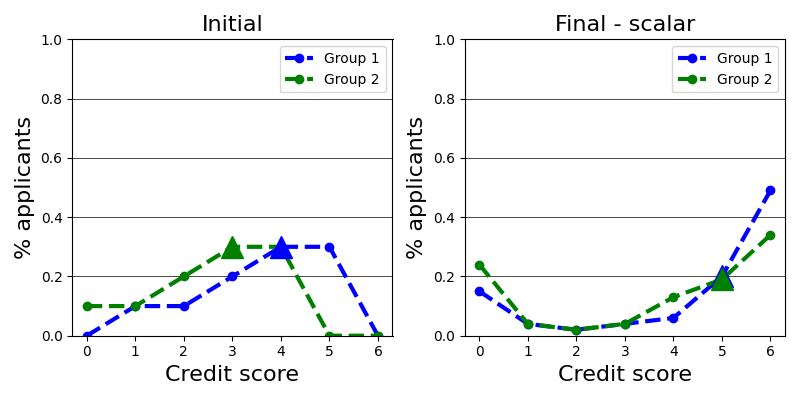 Initial
1.0
0.8
0.6
0.4
0.2
0.0
% applicants
0 1 2 3 4 5 6
Credit score
Group 1
Group 2
Final - scalar
1.0
0.8
0.6
0.4
0.2
0.0
% applicants
0 1 2 3 4 5 6
Credit score
Group 1
Group 2